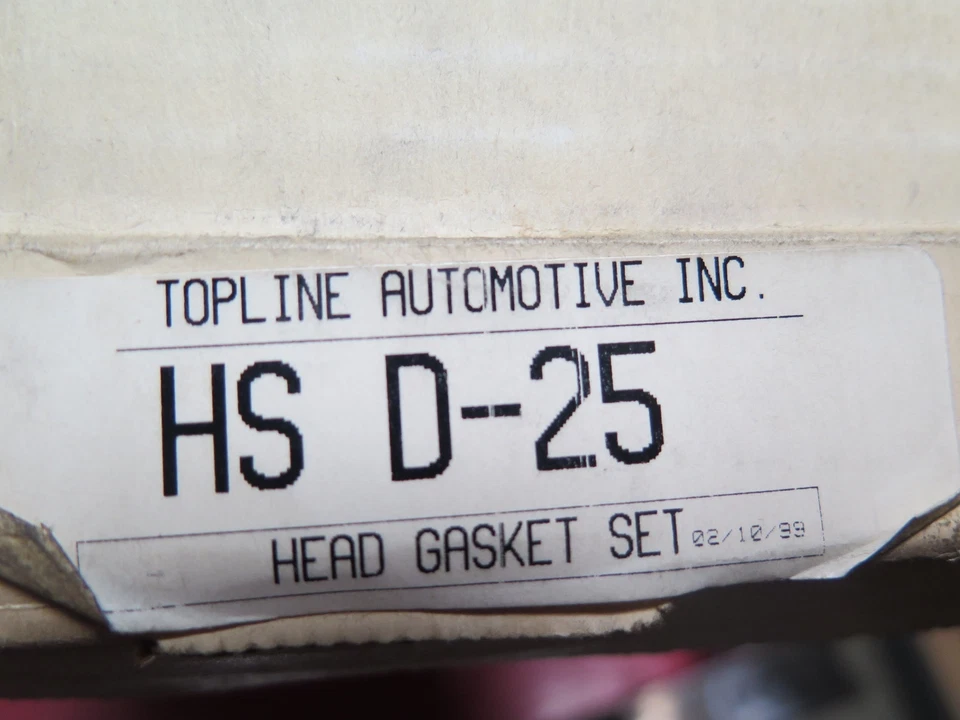 TOPLINE AUTOMOTIVE INC.
HS D-25
HEAD GASKET SET 02/10/99